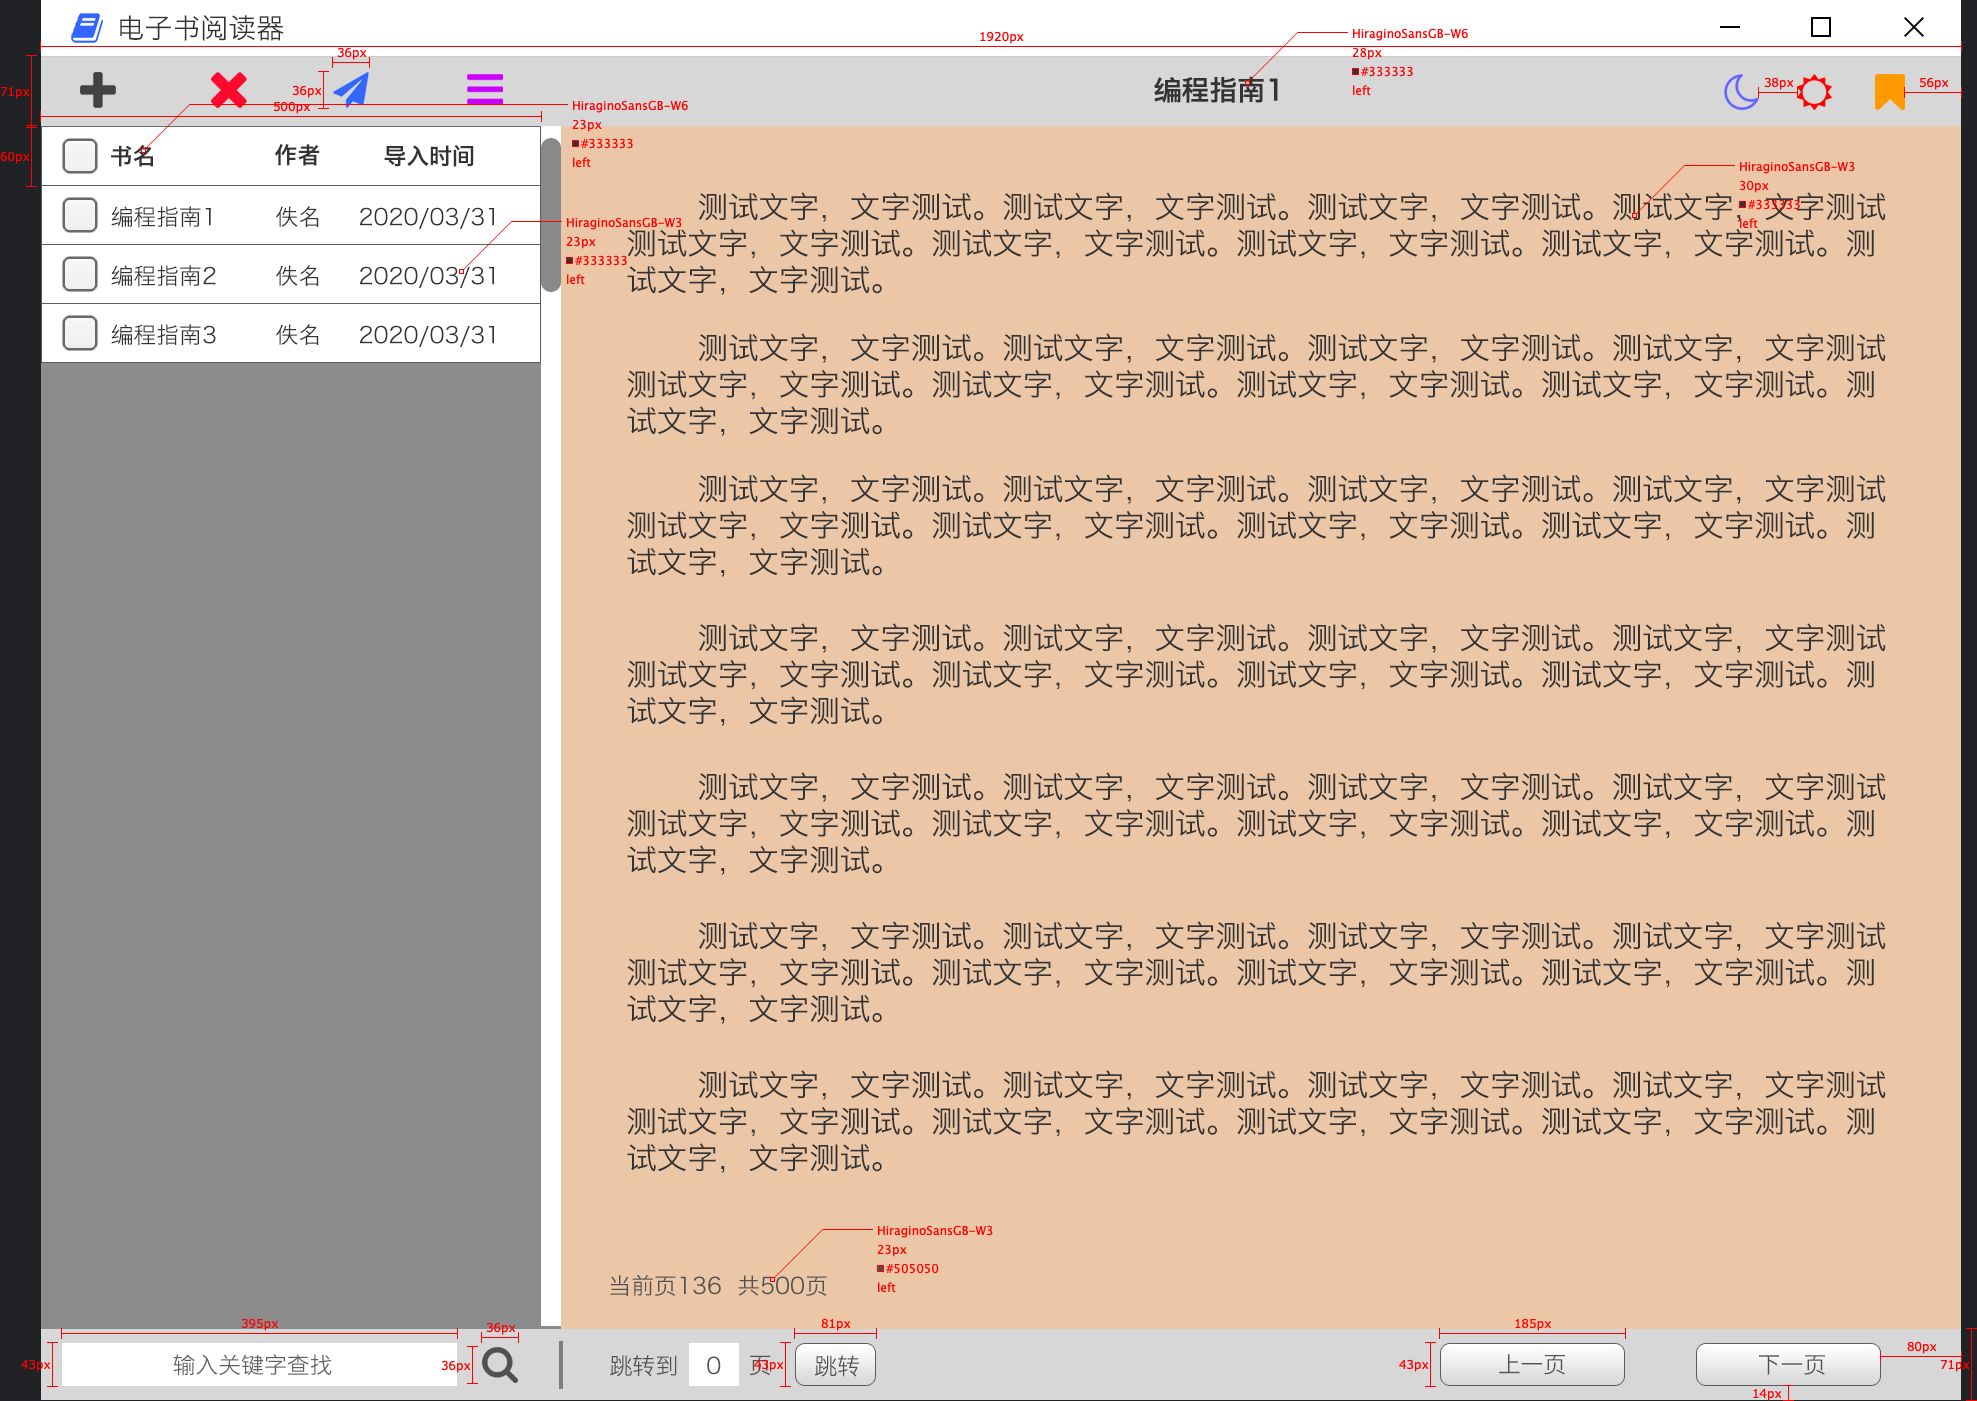 电子书阅读器
1920px
36px
HiraginoSansGB-W6
28px
#333333
left
71px
36px
500px
编程指南1
38px
56px
HiraginoSansGB-W6
23px
#333333
left
60px
书名 作者 导入时间
编程指南1 佚名 2020/03/31
编程指南2 佚名 2020/03/31
编程指南3 佚名 2020/03/31
HiraginoSansGB-W3
23px
#333333
left
HiraginoSansGB-W3
30px
#333333
left
测试文字，文字测试。测试文字，文字测试。测试文字，文字测试。测试文字，文字测试
测试文字，文字测试。测试文字，文字测试。测试文字，文字测试。测试文字，文字测试。测
试文字，文字测试。
测试文字，文字测试。测试文字，文字测试。测试文字，文字测试。测试文字，文字测试
测试文字，文字测试。测试文字，文字测试。测试文字，文字测试。测试文字，文字测试。测
试文字，文字测试。
测试文字，文字测试。测试文字，文字测试。测试文字，文字测试。测试文字，文字测试
测试文字，文字测试。测试文字，文字测试。测试文字，文字测试。测试文字，文字测试。测
试文字，文字测试。
测试文字，文字测试。测试文字，文字测试。测试文字，文字测试。测试文字，文字测试
测试文字，文字测试。测试文字，文字测试。测试文字，文字测试。测试文字，文字测试。测
试文字，文字测试。
测试文字，文字测试。测试文字，文字测试。测试文字，文字测试。测试文字，文字测试
测试文字，文字测试。测试文字，文字测试。测试文字，文字测试。测试文字，文字测试。测
试文字，文字测试。
测试文字，文字测试。测试文字，文字测试。测试文字，文字测试。测试文字，文字测试
测试文字，文字测试。测试文字，文字测试。测试文字，文字测试。测试文字，文字测试。测
试文字，文字测试。
测试文字，文字测试。测试文字，文字测试。测试文字，文字测试。测试文字，文字测试
测试文字，文字测试。测试文字，文字测试。测试文字，文字测试。测试文字，文字测试。测
试文字，文字测试。
HiraginoSansGB-W3
23px
#505050
left
当前页136 共500页
395px
36px
81px
185px
43px
输入关键字查找
36px
跳转到 0 页
43px
跳转
43px
上一页
下一页
80px
71px
14px